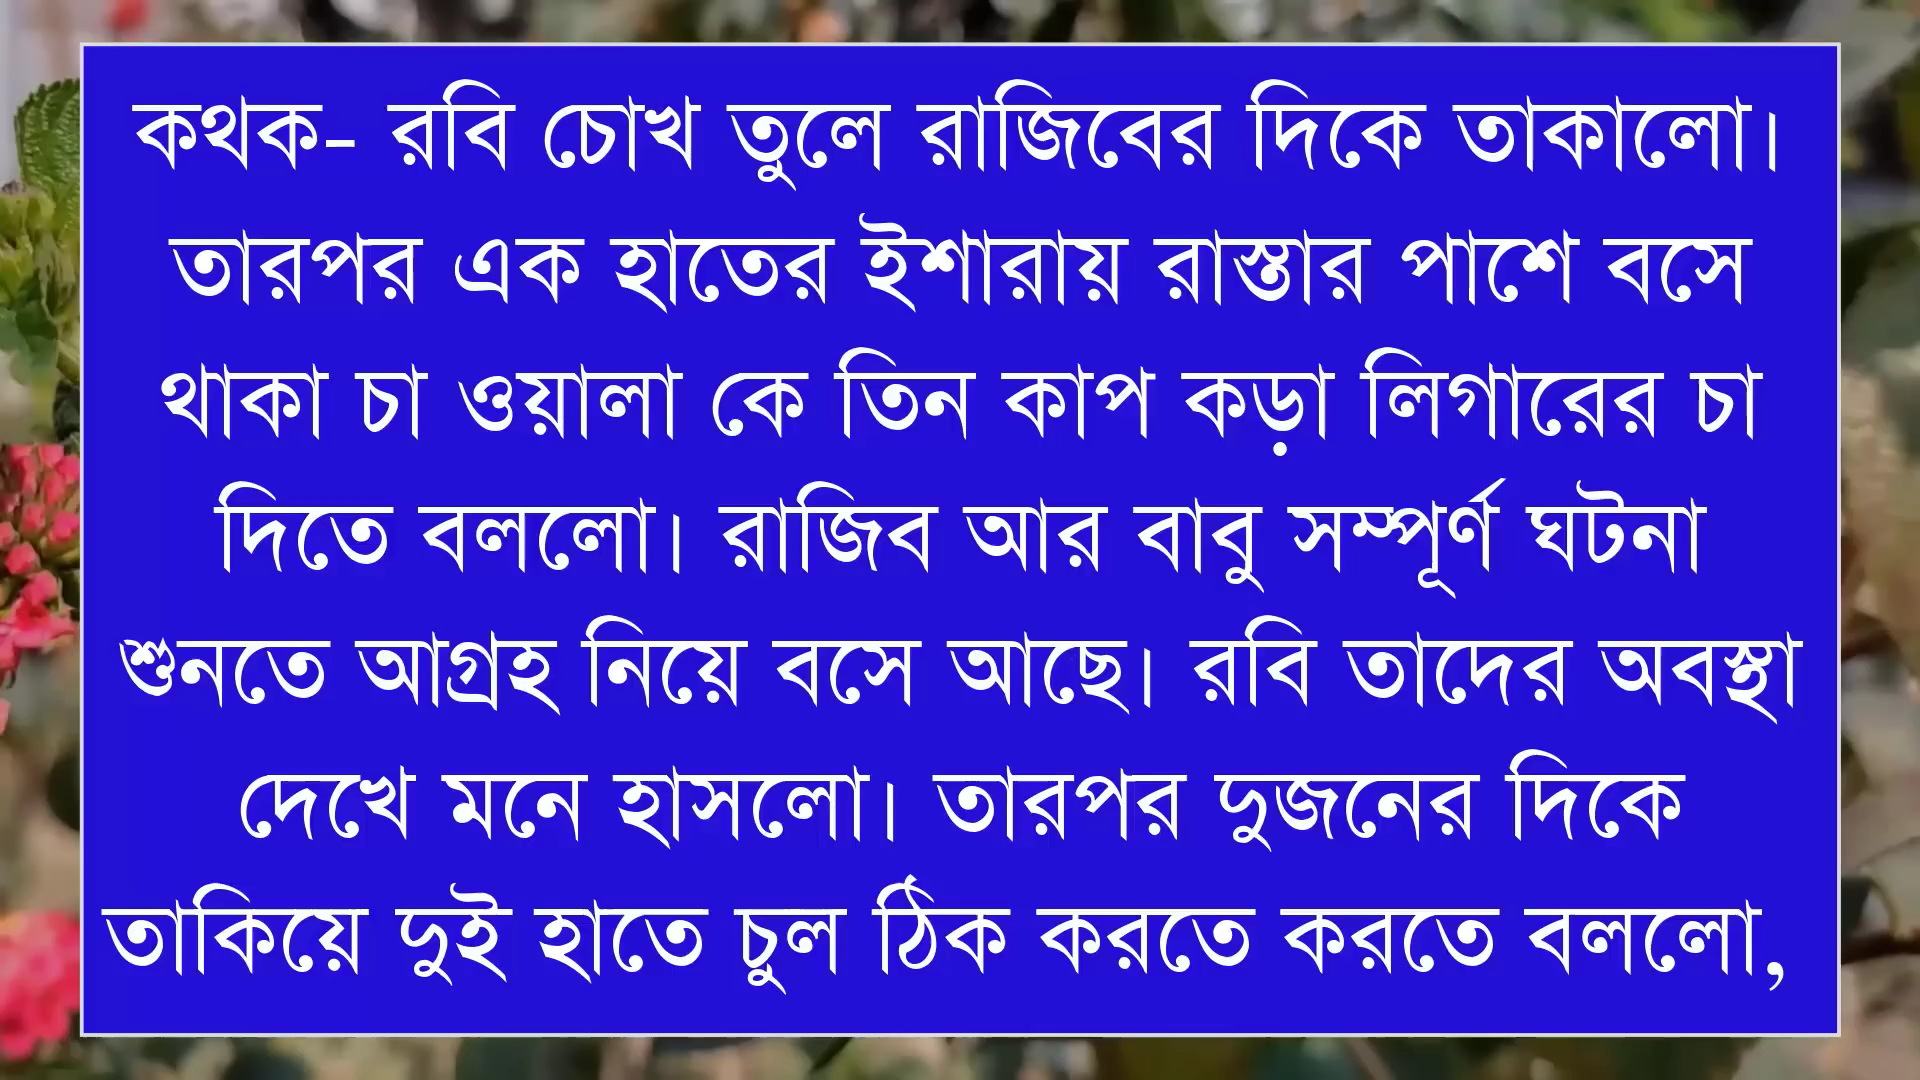 কথক- রবি চোখ তুলে রাজিবের দিকে তাকালো।
তারপর এক হাতের ইশারায় রাস্তার পাশে বসে
থাকা চা ওয়ালা কে তিন কাপ কড়া লিগারের চা
দিতে বললো। রাজিব আর বাবু সম্পূর্ণ ঘটনা
শুনতে আগ্রহ নিয়ে বসে আছে। রবি তাদের অবস্থা
দেখে মনে হাসলো। তারপর দুজনের দিকে
তাকিয়ে দুই হাতে চুল ঠিক করতে করতে বললো,